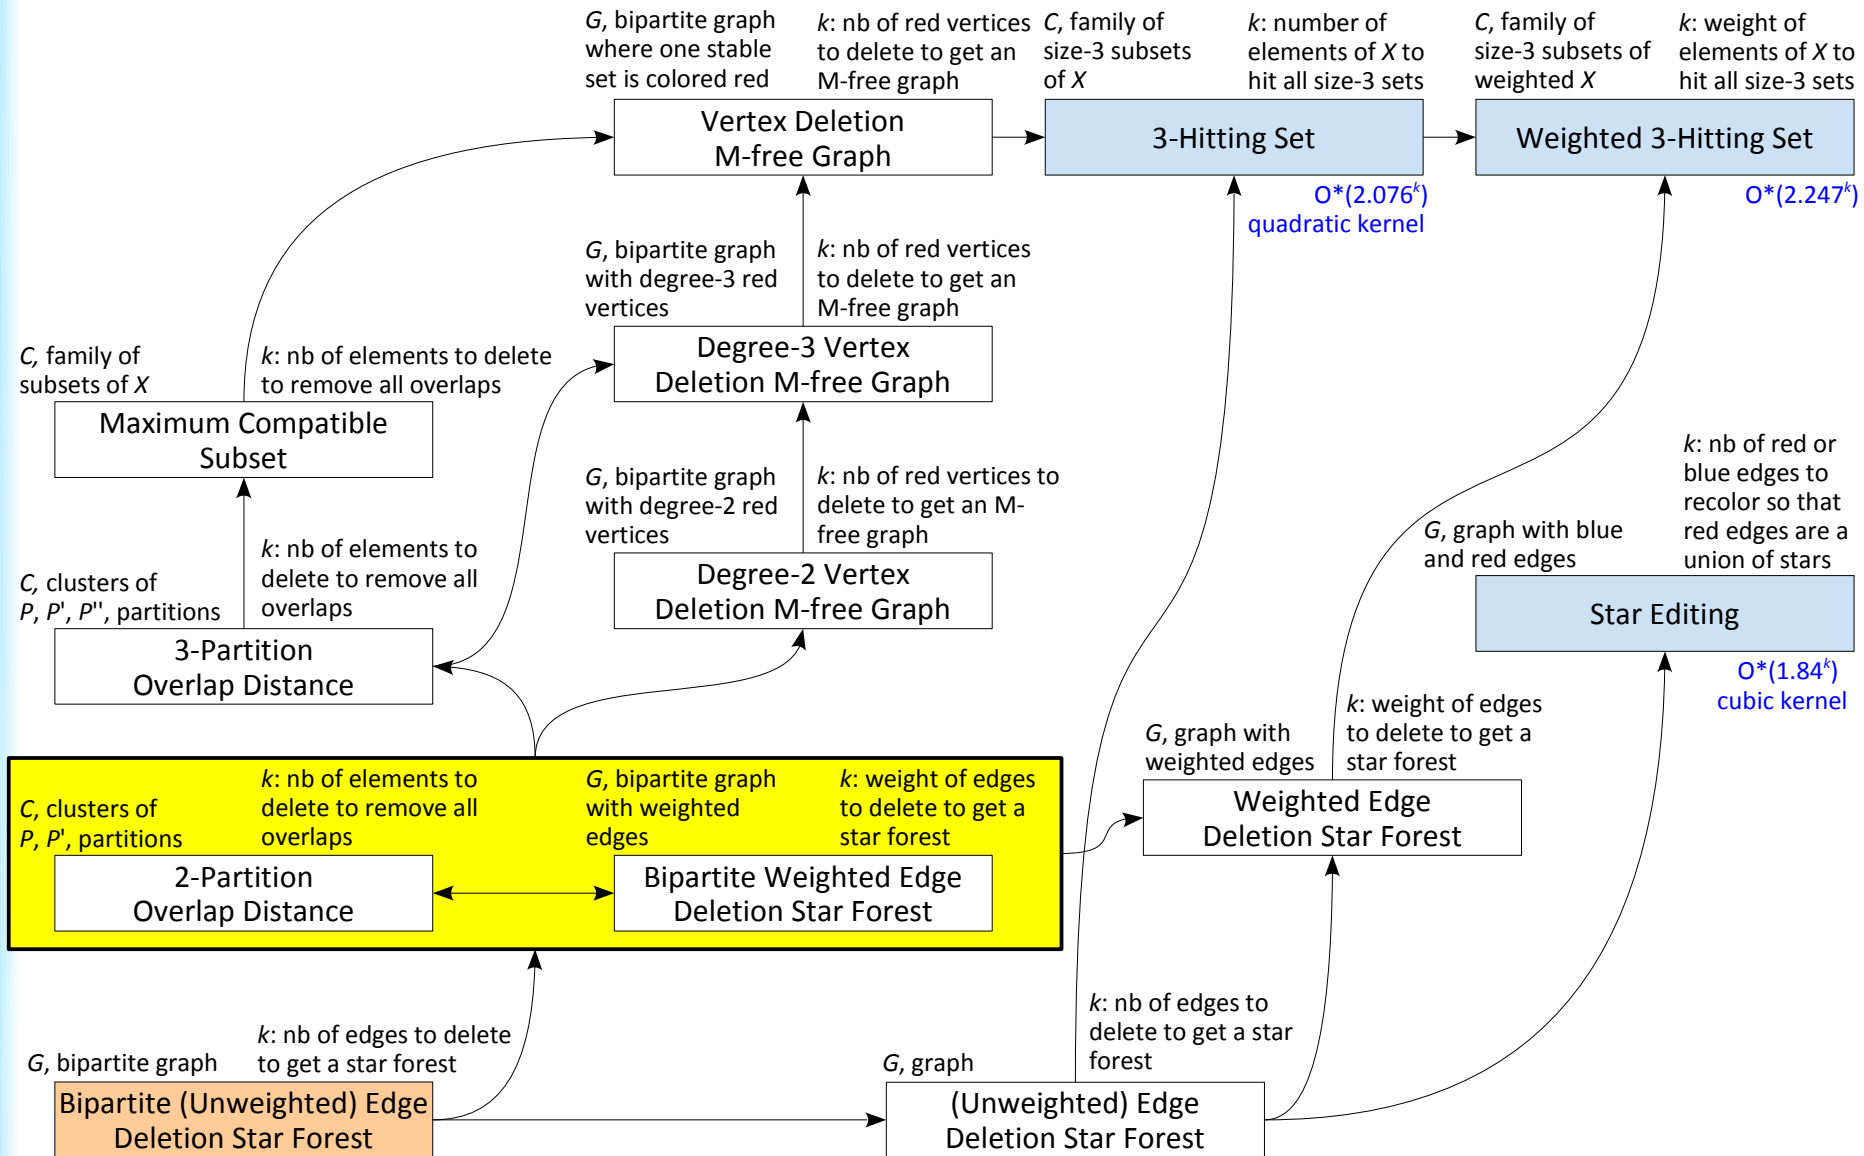 G, bipartite graph
where one stable
set is colored red
k: nb of red vertices
to delete to get an
M-free graph
C, family of
size-3 subsets
of X
k: number of
elements of X to
hit all size-3 sets
C, family of
size-3 subsets of
weighted X
k: weight of
elements of X to
hit all size-3 sets
Vertex Deletion
M-free Graph
3-Hitting Set
Weighted 3-Hitting Set
O*(2.076^k)
quadratic kernel
O*(2.247^k)
G, bipartite graph
with degree-3 red
vertices
k: nb of red vertices
to delete to get an
M-free graph
Degree-3 Vertex
Deletion M-free Graph
C, family of
subsets of X
k: nb of elements to delete
to remove all overlaps
Maximum Compatible
Subset
G, bipartite graph
with degree-2 red
vertices
k: nb of red vertices to
delete to get an M-
free graph
Degree-2 Vertex
Deletion M-free Graph
k: nb of red or
blue edges to
recolor so that
red edges are a
union of stars
G, graph with blue
and red edges
Star Editing
O*(1.84^k)
cubic kernel
C, clusters of
P, P', P'', partitions
k: nb of elements to
delete to remove all
overlaps
3-Partition
Overlap Distance
G, graph with
weighted edges
k: weight of edges
to delete to get a
star forest
Weighted Edge
Deletion Star Forest
C, clusters of
P, P', partitions
k: nb of elements to
delete to remove all
overlaps
G, bipartite graph
with weighted
edges
k: weight of edges
to delete to get a
star forest
2-Partition
Overlap Distance
Bipartite Weighted Edge
Deletion Star Forest
G, bipartite graph
k: nb of edges to delete
to get a star forest
Bipartite (Unweighted) Edge
Deletion Star Forest
G, graph
k: nb of edges to
delete to get a star
forest
(Unweighted) Edge
Deletion Star Forest